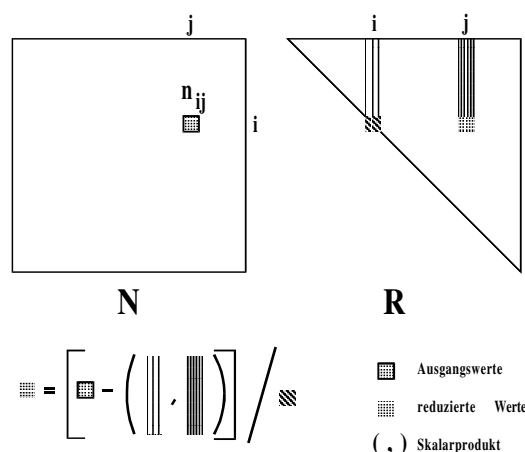 j
n ij
i
N
i j
R
= [ − ( , ) ] /
Ausgangswerte
reduzierte Werte
( , ) Skalarprodukt